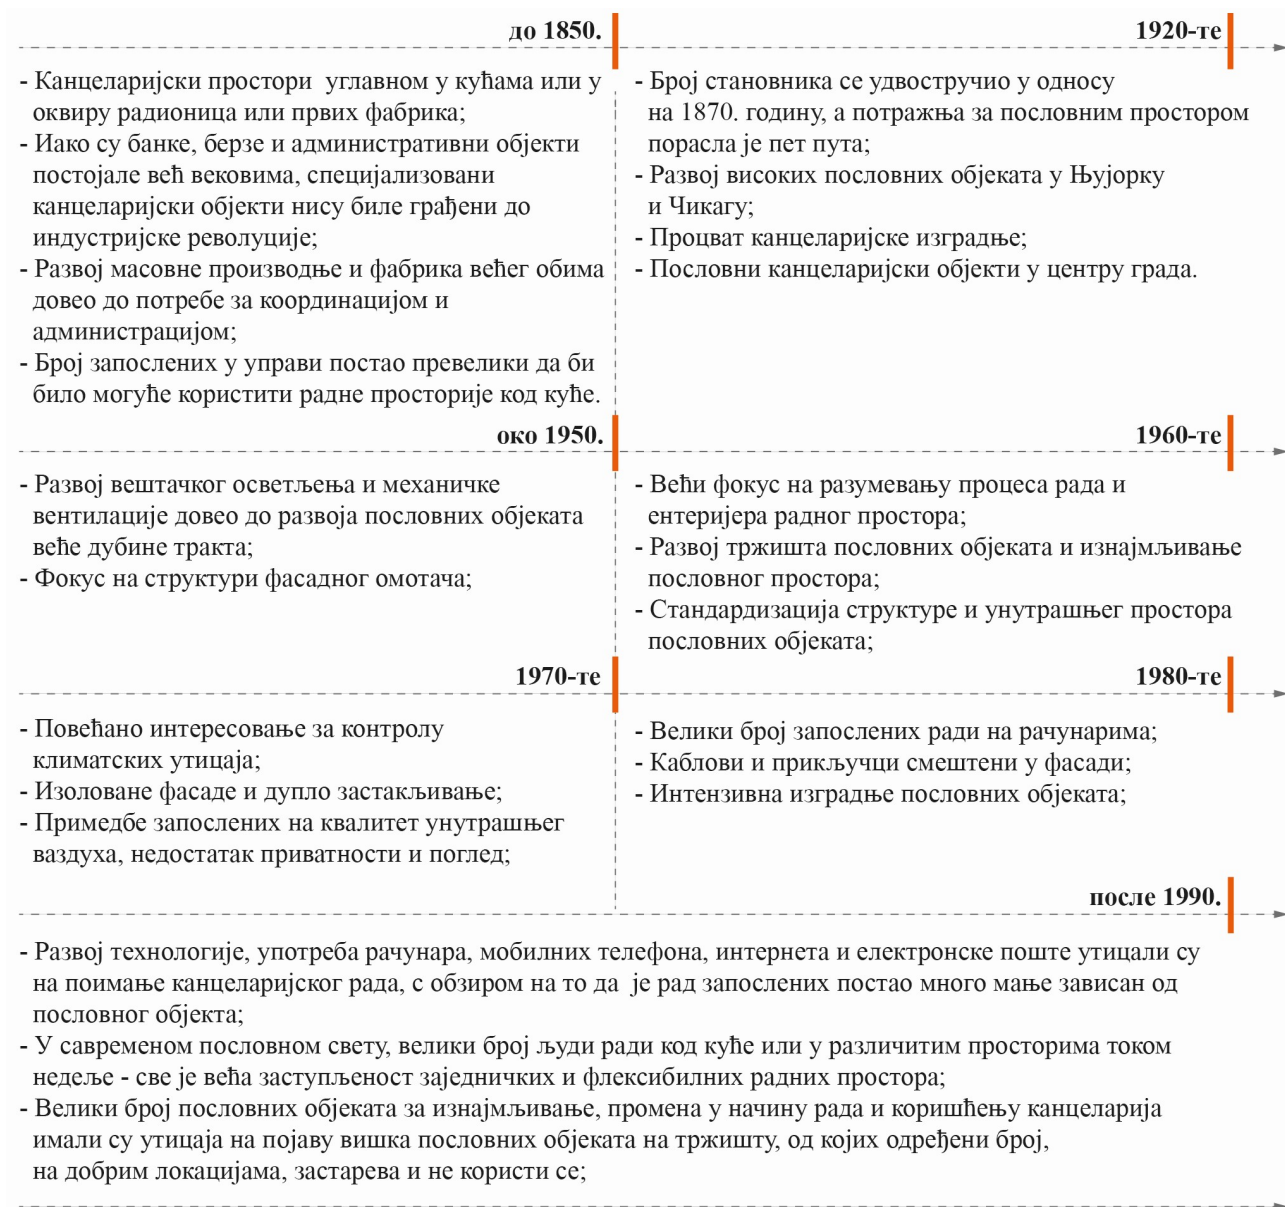 до 1850.
- Канцеларијски простори углавном у кућама или у
оквиру радионица или првих фабрика;
- Иако су банке, берзе и административни објекти
постојале већ вековима, специјализовани
канцеларијски објекти нису биле грађени до
индустријске револуције;
- Развој масовне производње и фабрика већег обима
довео до потребе за координацијом и
администрацијом;
- Број запослених у управи постао превелики да би
било могуће користити радне просторије код куће.
1920-те
- Број становника се удвостручио у односу
на 1870. годину, а потражња за пословним простором
порасла је пет пута;
- Развој високих пословних објеката у Њујорку
и Чикагу;
- Процват канцеларијске изградње;
- Пословни канцеларијски објекти у центру града.
око 1950.
- Развој вештачког осветљења и механичке
вентилације довео до развоја пословних објеката
веће дубине тракта;
- Фокус на структури фасадног омотача;
1960-те
- Већи фокус на разумевању процеса рада и
ентеријера радног простора;
- Развој тржишта пословних објеката и изнајмљивање
пословног простора;
- Стандардизација структуре и унутрашњег простора
пословних објеката;
1970-те
- Повећано интересовање за контролу
климатских утицаја;
- Изоловане фасаде и дупло застакљивање;
- Примедбе запослених на квалитет унутрашњег
ваздуха, недостатак приватности и поглед;
1980-те
- Велики број запослених ради на рачунарима;
- Каблови и прикључци смештени у фасади;
- Интензивна изградње пословних објеката;
после 1990.
- Развој технологије, употреба рачунара, мобилних телефона, интернета и електронске поште утицали су
на поимање канцеларијског рада, с обзиром на то да је рад запослених постао много мање зависан од
пословног објекта;
- У савременом пословном свету, велики број људи ради код куће или у различитим просторима током
недеље - све је већа заступљеност заједничких и флексибилних радних простора;
- Велики број пословних објеката за изнајмљивање, промена у начину рада и коришћењу канцеларија
имали су утицаја на појаву вишка пословних објеката на тржишту, од којих одређени број,
на добрим локацијама, застарева и не користи се;